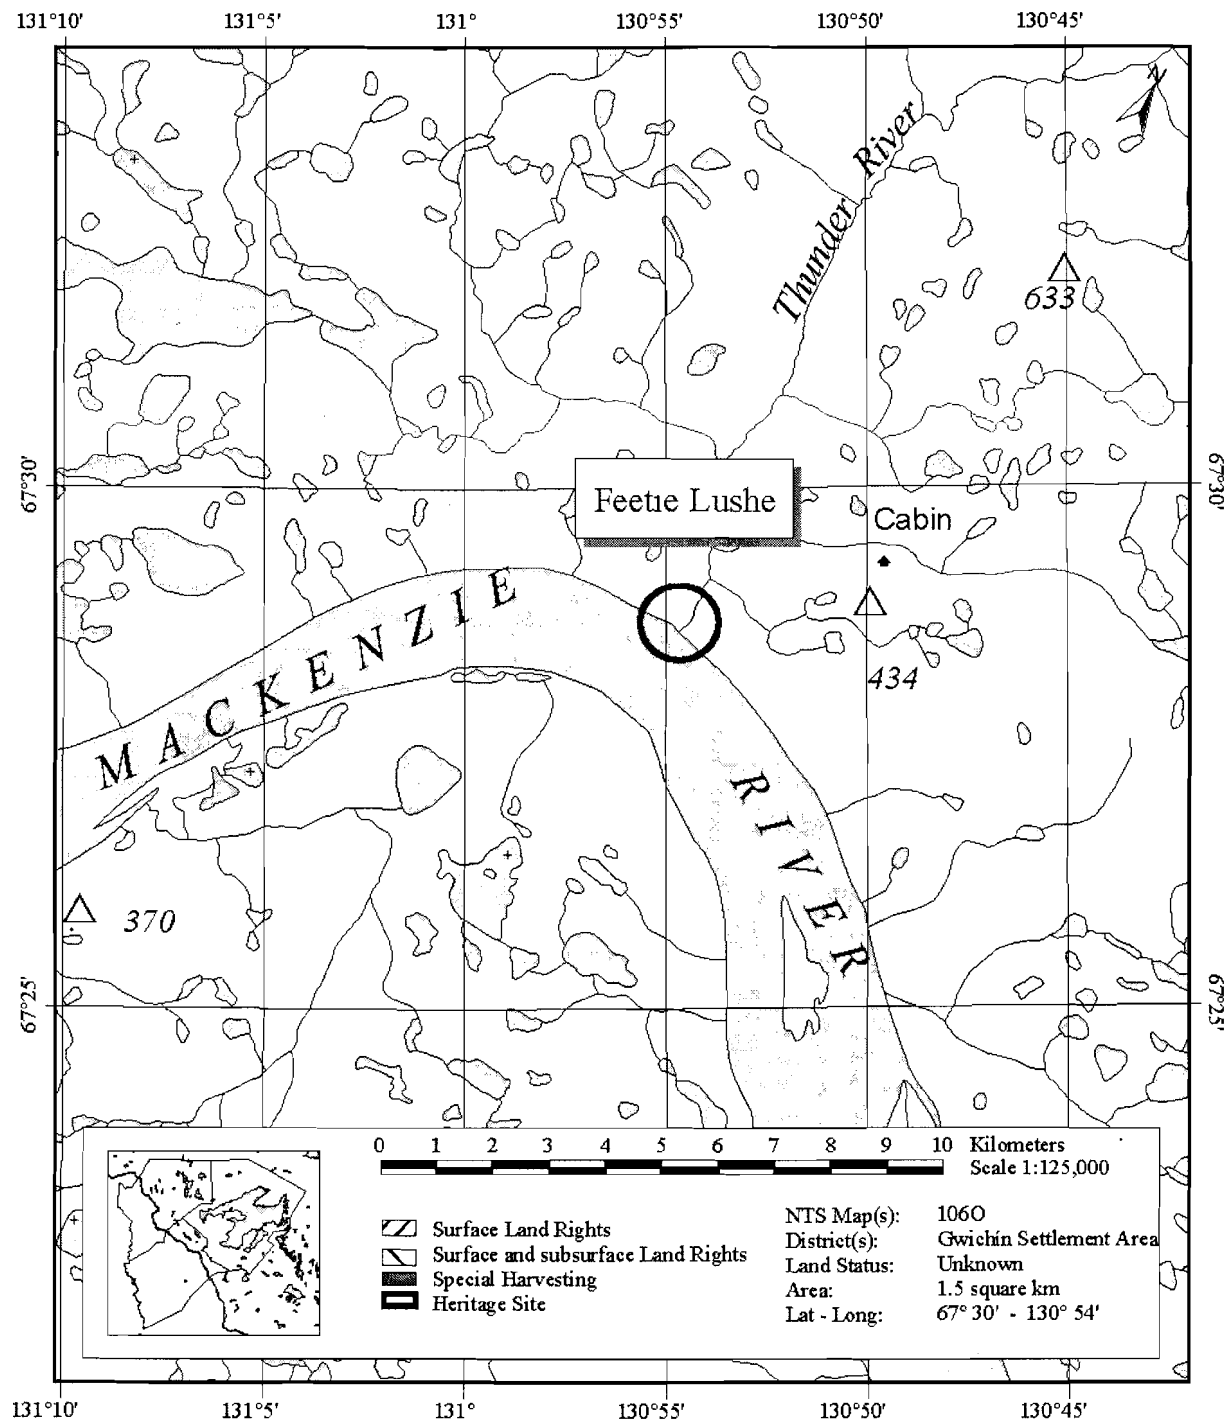 131°10' 131°5' 131° 130°55' 130°50' 130°45'
N
Thunder River
633
67°30' 67°30'
Feetıe Lushe
Cabin
MACKENZIE
434
RIVER
370
67°25' 67°25'
0 1 2 3 4 5 6 7 8 9 10 Kilometers
Scale 1:125,000
Surface Land Rights
Surface and subsurface Land Rights
Special Harvesting
Heritage Site
NTS Map(s): 106O
District(s): Gwichin Settlement Area
Land Status: Unknown
Area: 1.5 square km
Lat - Long: 67° 30' - 130° 54'
131°10' 131°5' 131° 130°55' 130°50' 130°45'